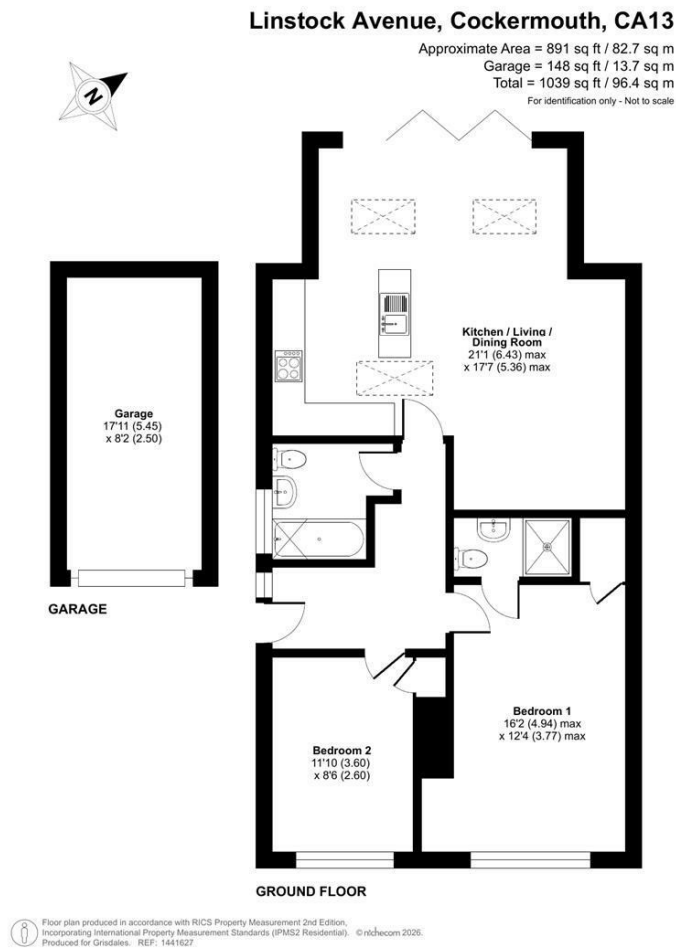 Linstock Avenue, Cockermouth, CA13
Approximate Area = 891 sq ft / 82.7 sq m
Garage = 148 sq ft / 13.7 sq m
Total = 1039 sq ft / 96.4 sq m
For identification only - Not to scale
N
Kitchen / Living /
Dining Room
21'1 (6.43) max
x 17'7 (5.36) max
Garage
17'11 (5.45)
x 8'2 (2.50)
GARAGE
Bedroom 1
16'2 (4.94) max
x 12'4 (3.77) max
Bedroom 2
11'10 (3.60)
x 8'6 (2.60)
GROUND FLOOR
Floor plan produced in accordance with RICS Property Measurement 2nd Edition,
Incorporating International Property Measurement Standards (IPMS2 Residential). © nichecom 2026.
Produced for Grisdales. REF: 1441627